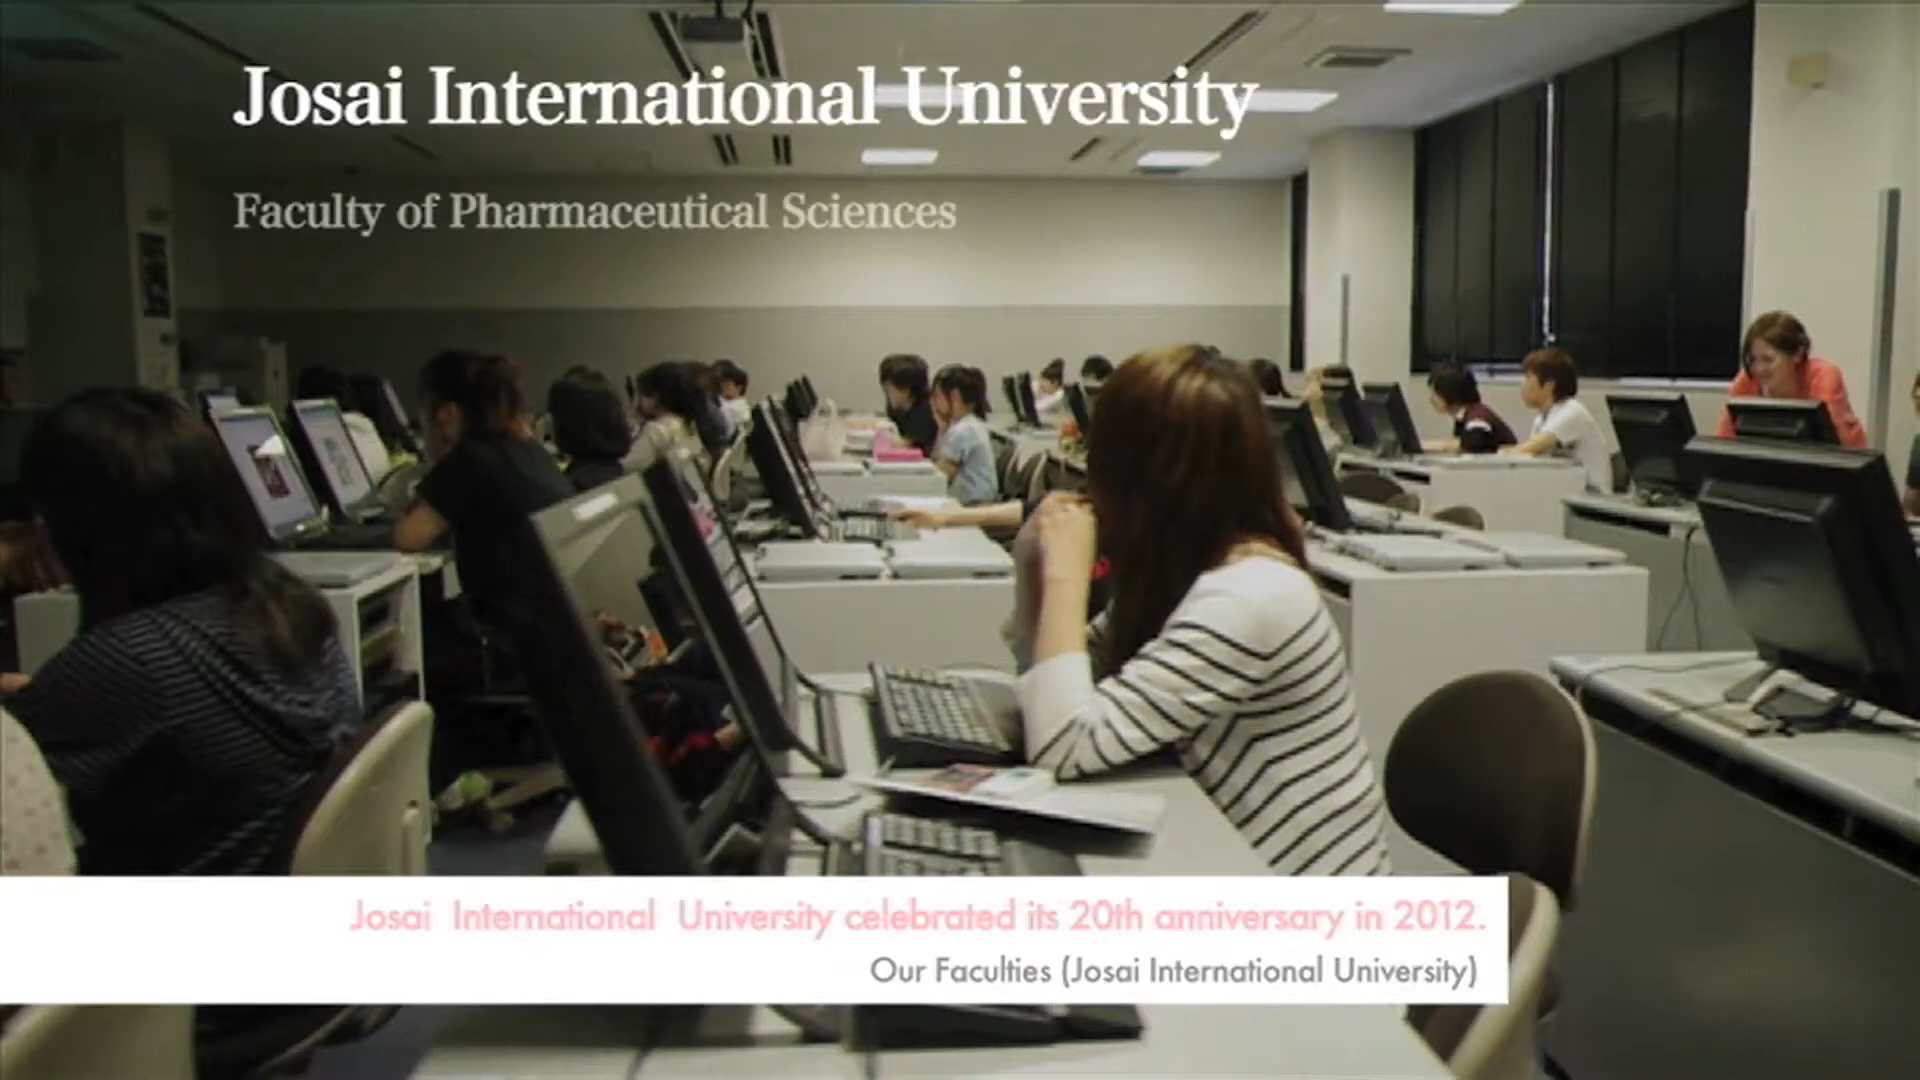 Josai International University
Faculty of Pharmaceutical Sciences
Josai International University celebrated its 20th anniversary in 2012.
Our Faculties (Josai International University)